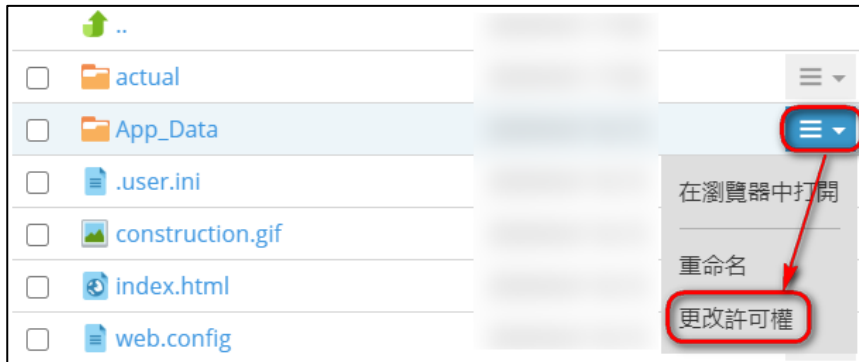 ..
actual
App_Data
.user.ini
在瀏覽器中打開
construction.gif
重命名
index.html
更改許可權
web.config